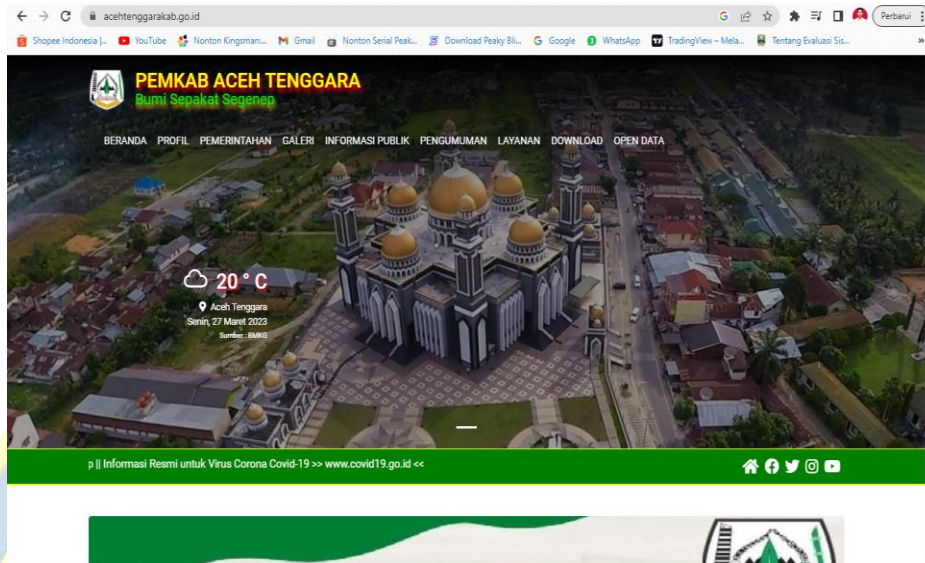 acehtenggarakab.go.id
Perbarui
Shopee Indonesia |... YouTube Nonton Kingsman:... Gmail Nonton Serial Peak... Download Peaky Bli... Google WhatsApp TradingView – Mela... Tentang Evaluasi Sis... »
PEMKAB ACEH TENGGARA
Bumi Sepakat Segenep
BERANDA PROFIL PEMERINTAHAN GALERI INFORMASI PUBLIK PENGUMUMAN LAYANAN DOWNLOAD OPEN DATA
20 ° C
Aceh Tenggara
Senin, 27 Maret 2023
Sumber : BMKG
p || Informasi Resmi untuk Virus Corona Covid-19 >> www.covid19.go.id <<